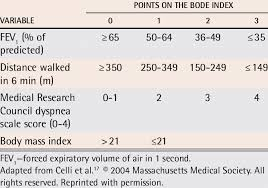 POINTS ON THE BODE INDEX
VARIABLE 0 1 2 3
FEV₁ (% of predicted) ≥ 65 50–64 36–49 ≤ 35
Distance walked in 6 min (m) ≥ 350 250–349 150–249 ≤ 149
Medical Research Council dyspnea scale score (0–4) 0–1 2 3 4
Body mass index > 21 ≤21
FEV₁—forced expiratory volume of air in 1 second.
Adapted from Celli et al.¹⁷ © 2004 Massachusetts Medical Society. All
rights reserved. Reprinted with permission.